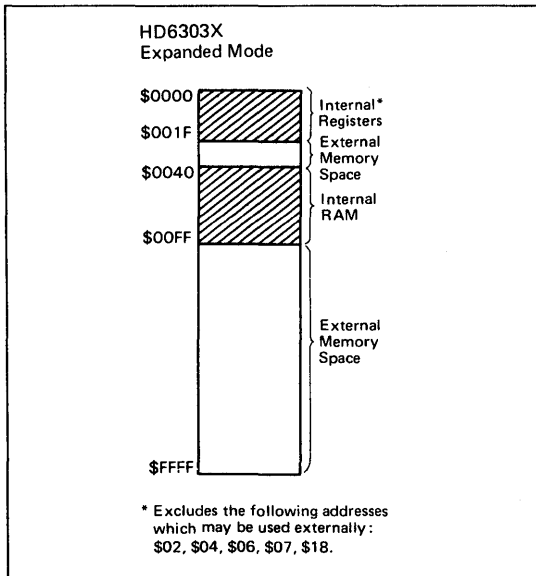 HD6303X
Expanded Mode
$0000
Internal*
Registers
$001F
External
Memory
Space
$0040
Internal
RAM
$00FF
External
Memory
Space
$FFFF
* Excludes the following addresses
which may be used externally:
$02, $04, $06, $07, $18.